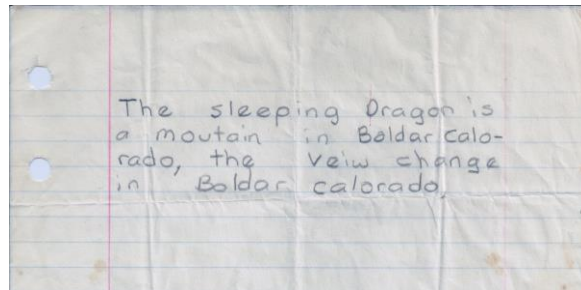 The sleeping Dragon is
a moutain in Boldar calo-
rado, the veiw change
in Boldar calorado.